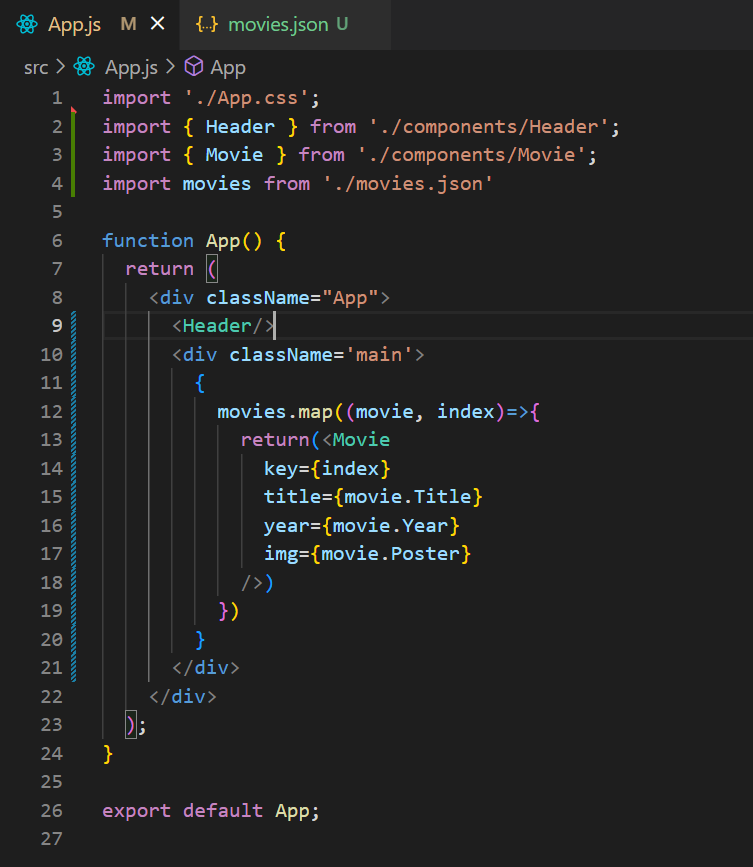 App.js M
{..} movies.json U
src > App.js > App
1 import './App.css';
2 import { Header } from './components/Header';
3 import { Movie } from './components/Movie';
4 import movies from './movies.json'
5
6 function App() {
7   return (
8     <div className="App">
9       <Header/>
10       <div className='main'>
11         {
12           movies.map((movie, index)=>{
13             return(<Movie
14               key={index}
15               title={movie.Title}
16               year={movie.Year}
17               img={movie.Poster}
18             />)
19           })
20         }
21       </div>
22     </div>
23   );
24 }
25
26 export default App;
27